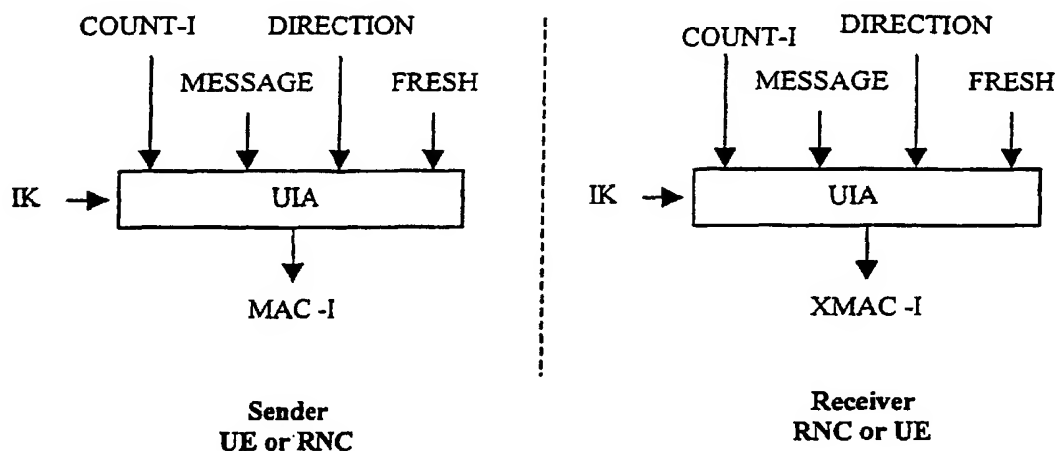 COUNT-I DIRECTION
MESSAGE FRESH
IK UIA
MAC -I
Sender
UE or RNC
COUNT-I DIRECTION
MESSAGE FRESH
IK UIA
XMAC -I
Receiver
RNC or UE